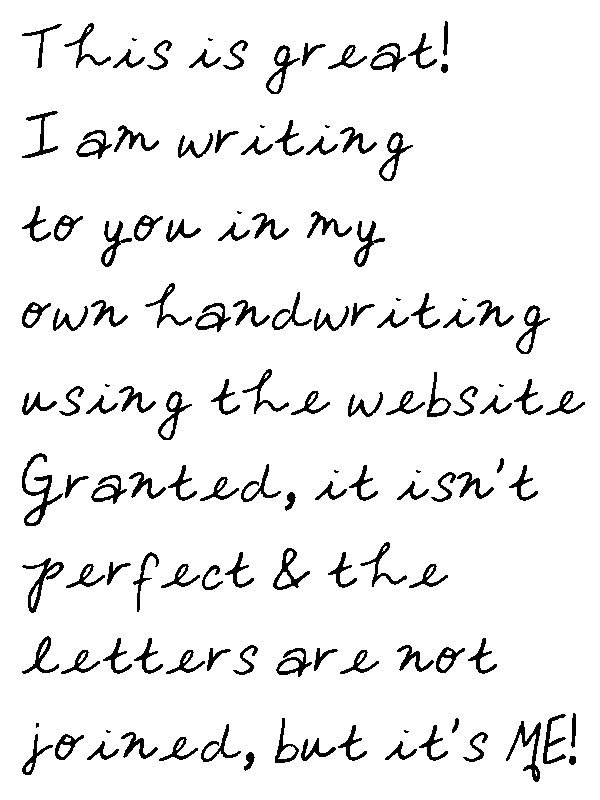 This is great!
I am writing
to you in my
own handwriting
using the website
Granted, it isn't
perfect & the
letters are not
joined, but it's ME!